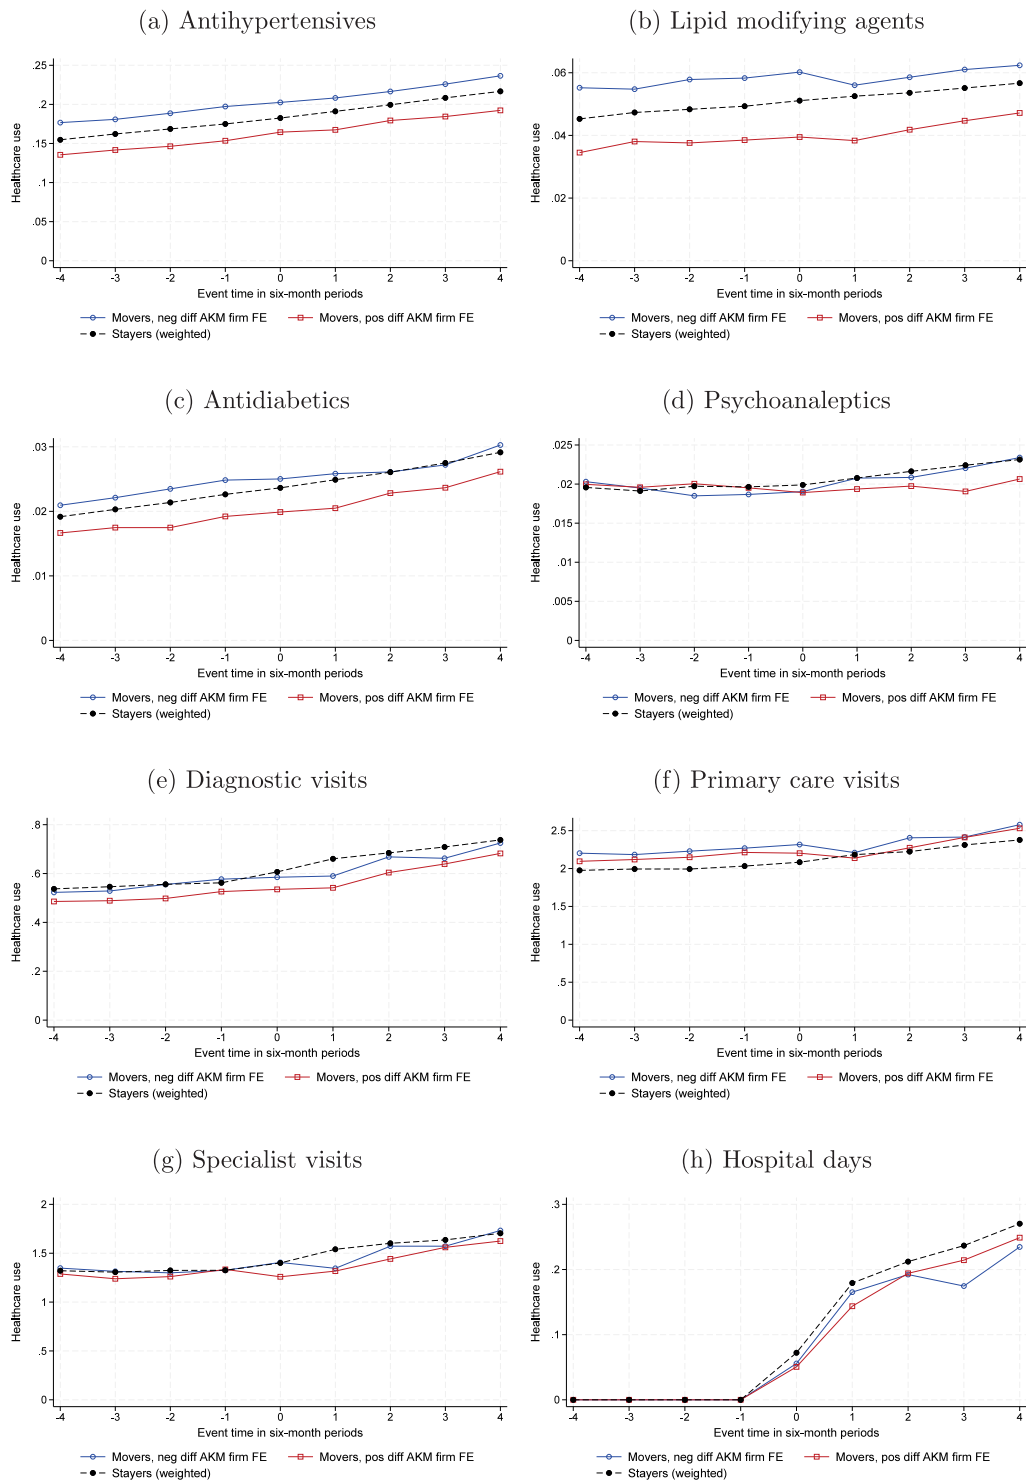 (a) Antihypertensives
Healthcare use
.25
.2
.15
.1
.05
0
-4 -3 -2 -1 0 1 2 3 4
Event time in six-month periods
Movers, neg diff AKM firm FE Movers, pos diff AKM firm FE
Stayers (weighted)
(b) Lipid modifying agents
Healthcare use
.06
.04
.02
0
-4 -3 -2 -1 0 1 2 3 4
Event time in six-month periods
Movers, neg diff AKM firm FE Movers, pos diff AKM firm FE
Stayers (weighted)
(c) Antidiabetics
Healthcare use
.03
.02
.01
0
-4 -3 -2 -1 0 1 2 3 4
Event time in six-month periods
Movers, neg diff AKM firm FE Movers, pos diff AKM firm FE
Stayers (weighted)
(d) Psychoanaleptics
Healthcare use
.025
.02
.015
.01
.005
0
-4 -3 -2 -1 0 1 2 3 4
Event time in six-month periods
Movers, neg diff AKM firm FE Movers, pos diff AKM firm FE
Stayers (weighted)
(e) Diagnostic visits
Healthcare use
.8
.6
.4
.2
0
-4 -3 -2 -1 0 1 2 3 4
Event time in six-month periods
Movers, neg diff AKM firm FE Movers, pos diff AKM firm FE
Stayers (weighted)
(f) Primary care visits
Healthcare use
2.5
2
1.5
1
.5
0
-4 -3 -2 -1 0 1 2 3 4
Event time in six-month periods
Movers, neg diff AKM firm FE Movers, pos diff AKM firm FE
Stayers (weighted)
(g) Specialist visits
Healthcare use
2
1.5
1
.5
0
-4 -3 -2 -1 0 1 2 3 4
Event time in six-month periods
Movers, neg diff AKM firm FE Movers, pos diff AKM firm FE
Stayers (weighted)
(h) Hospital days
Healthcare use
.3
.2
.1
0
-4 -3 -2 -1 0 1 2 3 4
Event time in six-month periods
Movers, neg diff AKM firm FE Movers, pos diff AKM firm FE
Stayers (weighted)